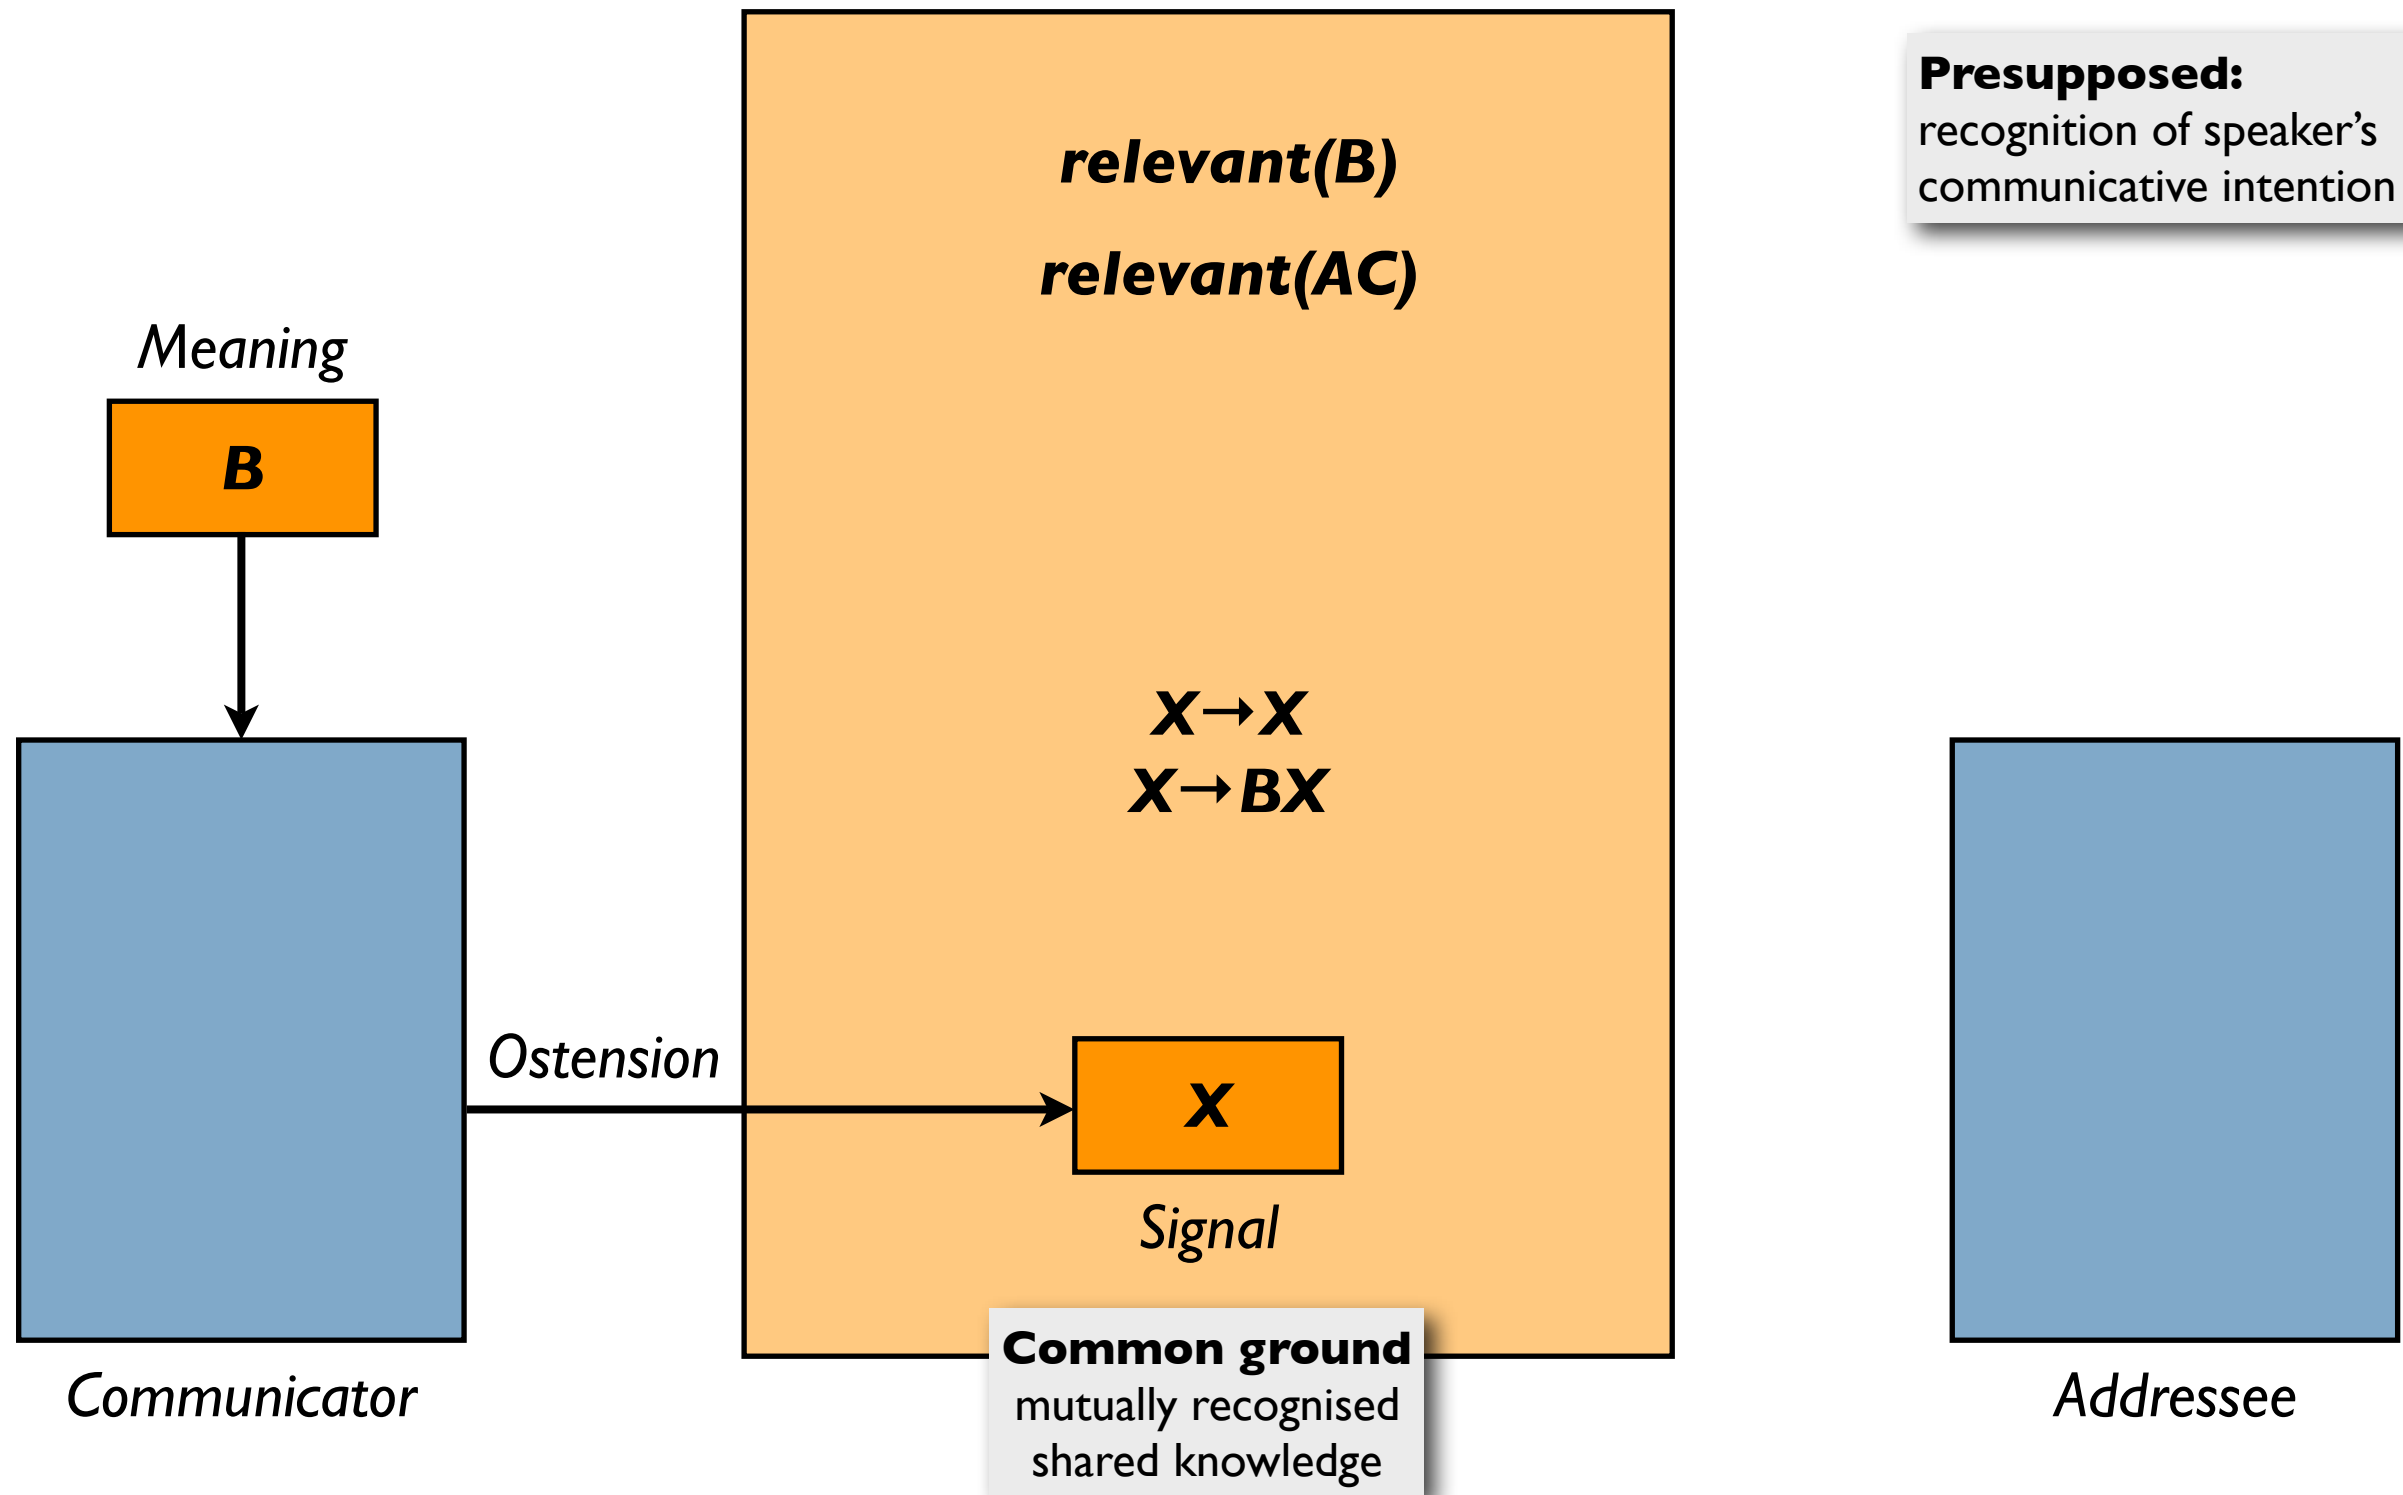 Presupposed:
recognition of speaker’s
communicative intention
relevant(B)
relevant(AC)
Meaning
B
X→X
X→BX
Ostension
X
Signal
Common ground
mutually recognised
shared knowledge
Communicator
Addressee